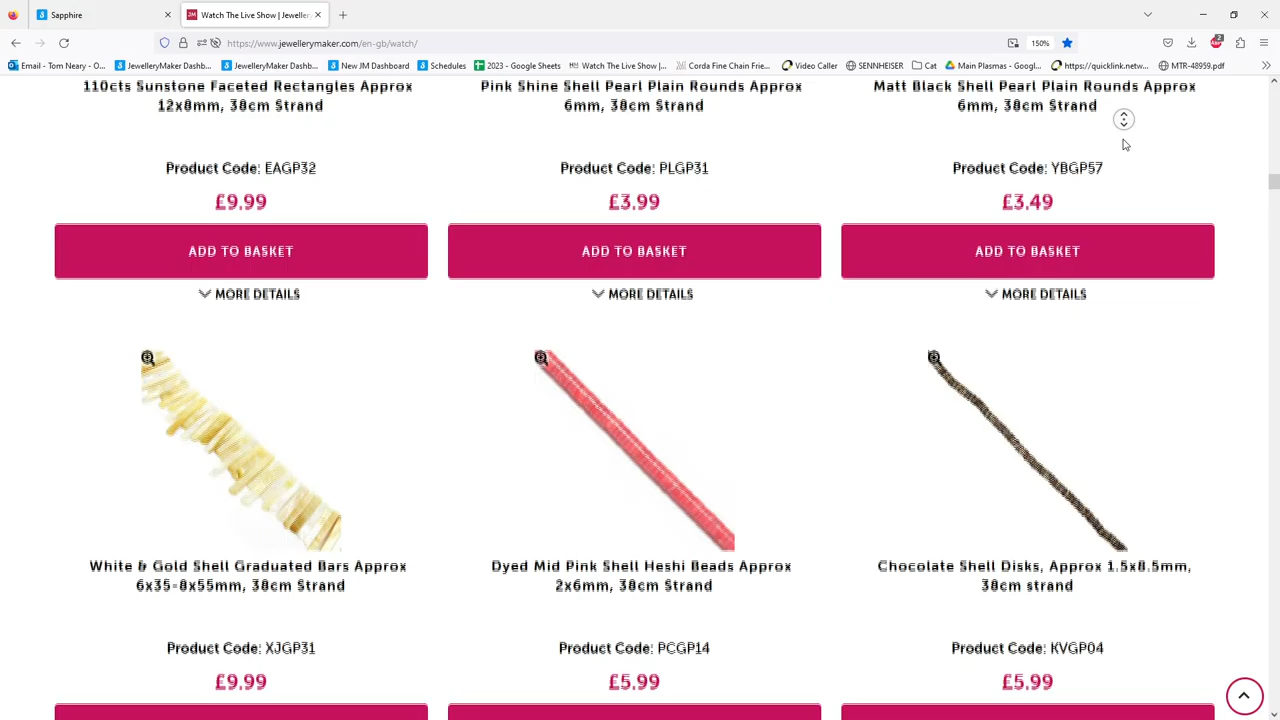 Sapphire
Watch The Live Show | Jeweller
https://www.jewellerymaker.com/en-gb/watch/
150%
2
Email - Tom Neary - O...
JewelleryMaker Dashb...
JewelleryMaker Dashb...
New JM Dashboard
Schedules
2023 - Google Sheets
Watch The Live Show |...
Corda Fine Chain Frie...
Video Caller
SENNHEISER
Cat
Main Plasmas - Googl...
https://quicklink.netw...
MTR-48959.pdf
110cts Sunstone Faceted Rectangles Approx
12x8mm, 38cm Strand
Product Code: EAGP32
£9.99
ADD TO BASKET
MORE DETAILS
Pink Shine Shell Pearl Plain Rounds Approx
6mm, 38cm Strand
Product Code: PLGP31
£3.99
ADD TO BASKET
MORE DETAILS
Matt Black Shell Pearl Plain Rounds Approx
6mm, 38cm Strand
Product Code: YBGP57
£3.49
ADD TO BASKET
MORE DETAILS
White & Gold Shell Graduated Bars Approx
6x35-8x55mm, 38cm Strand
Product Code: XJGP31
£9.99
Dyed Mid Pink Shell Heshi Beads Approx
2x6mm, 38cm Strand
Product Code: PCGP14
£5.99
Chocolate Shell Disks, Approx 1.5x8.5mm,
38cm strand
Product Code: KVGP04
£5.99